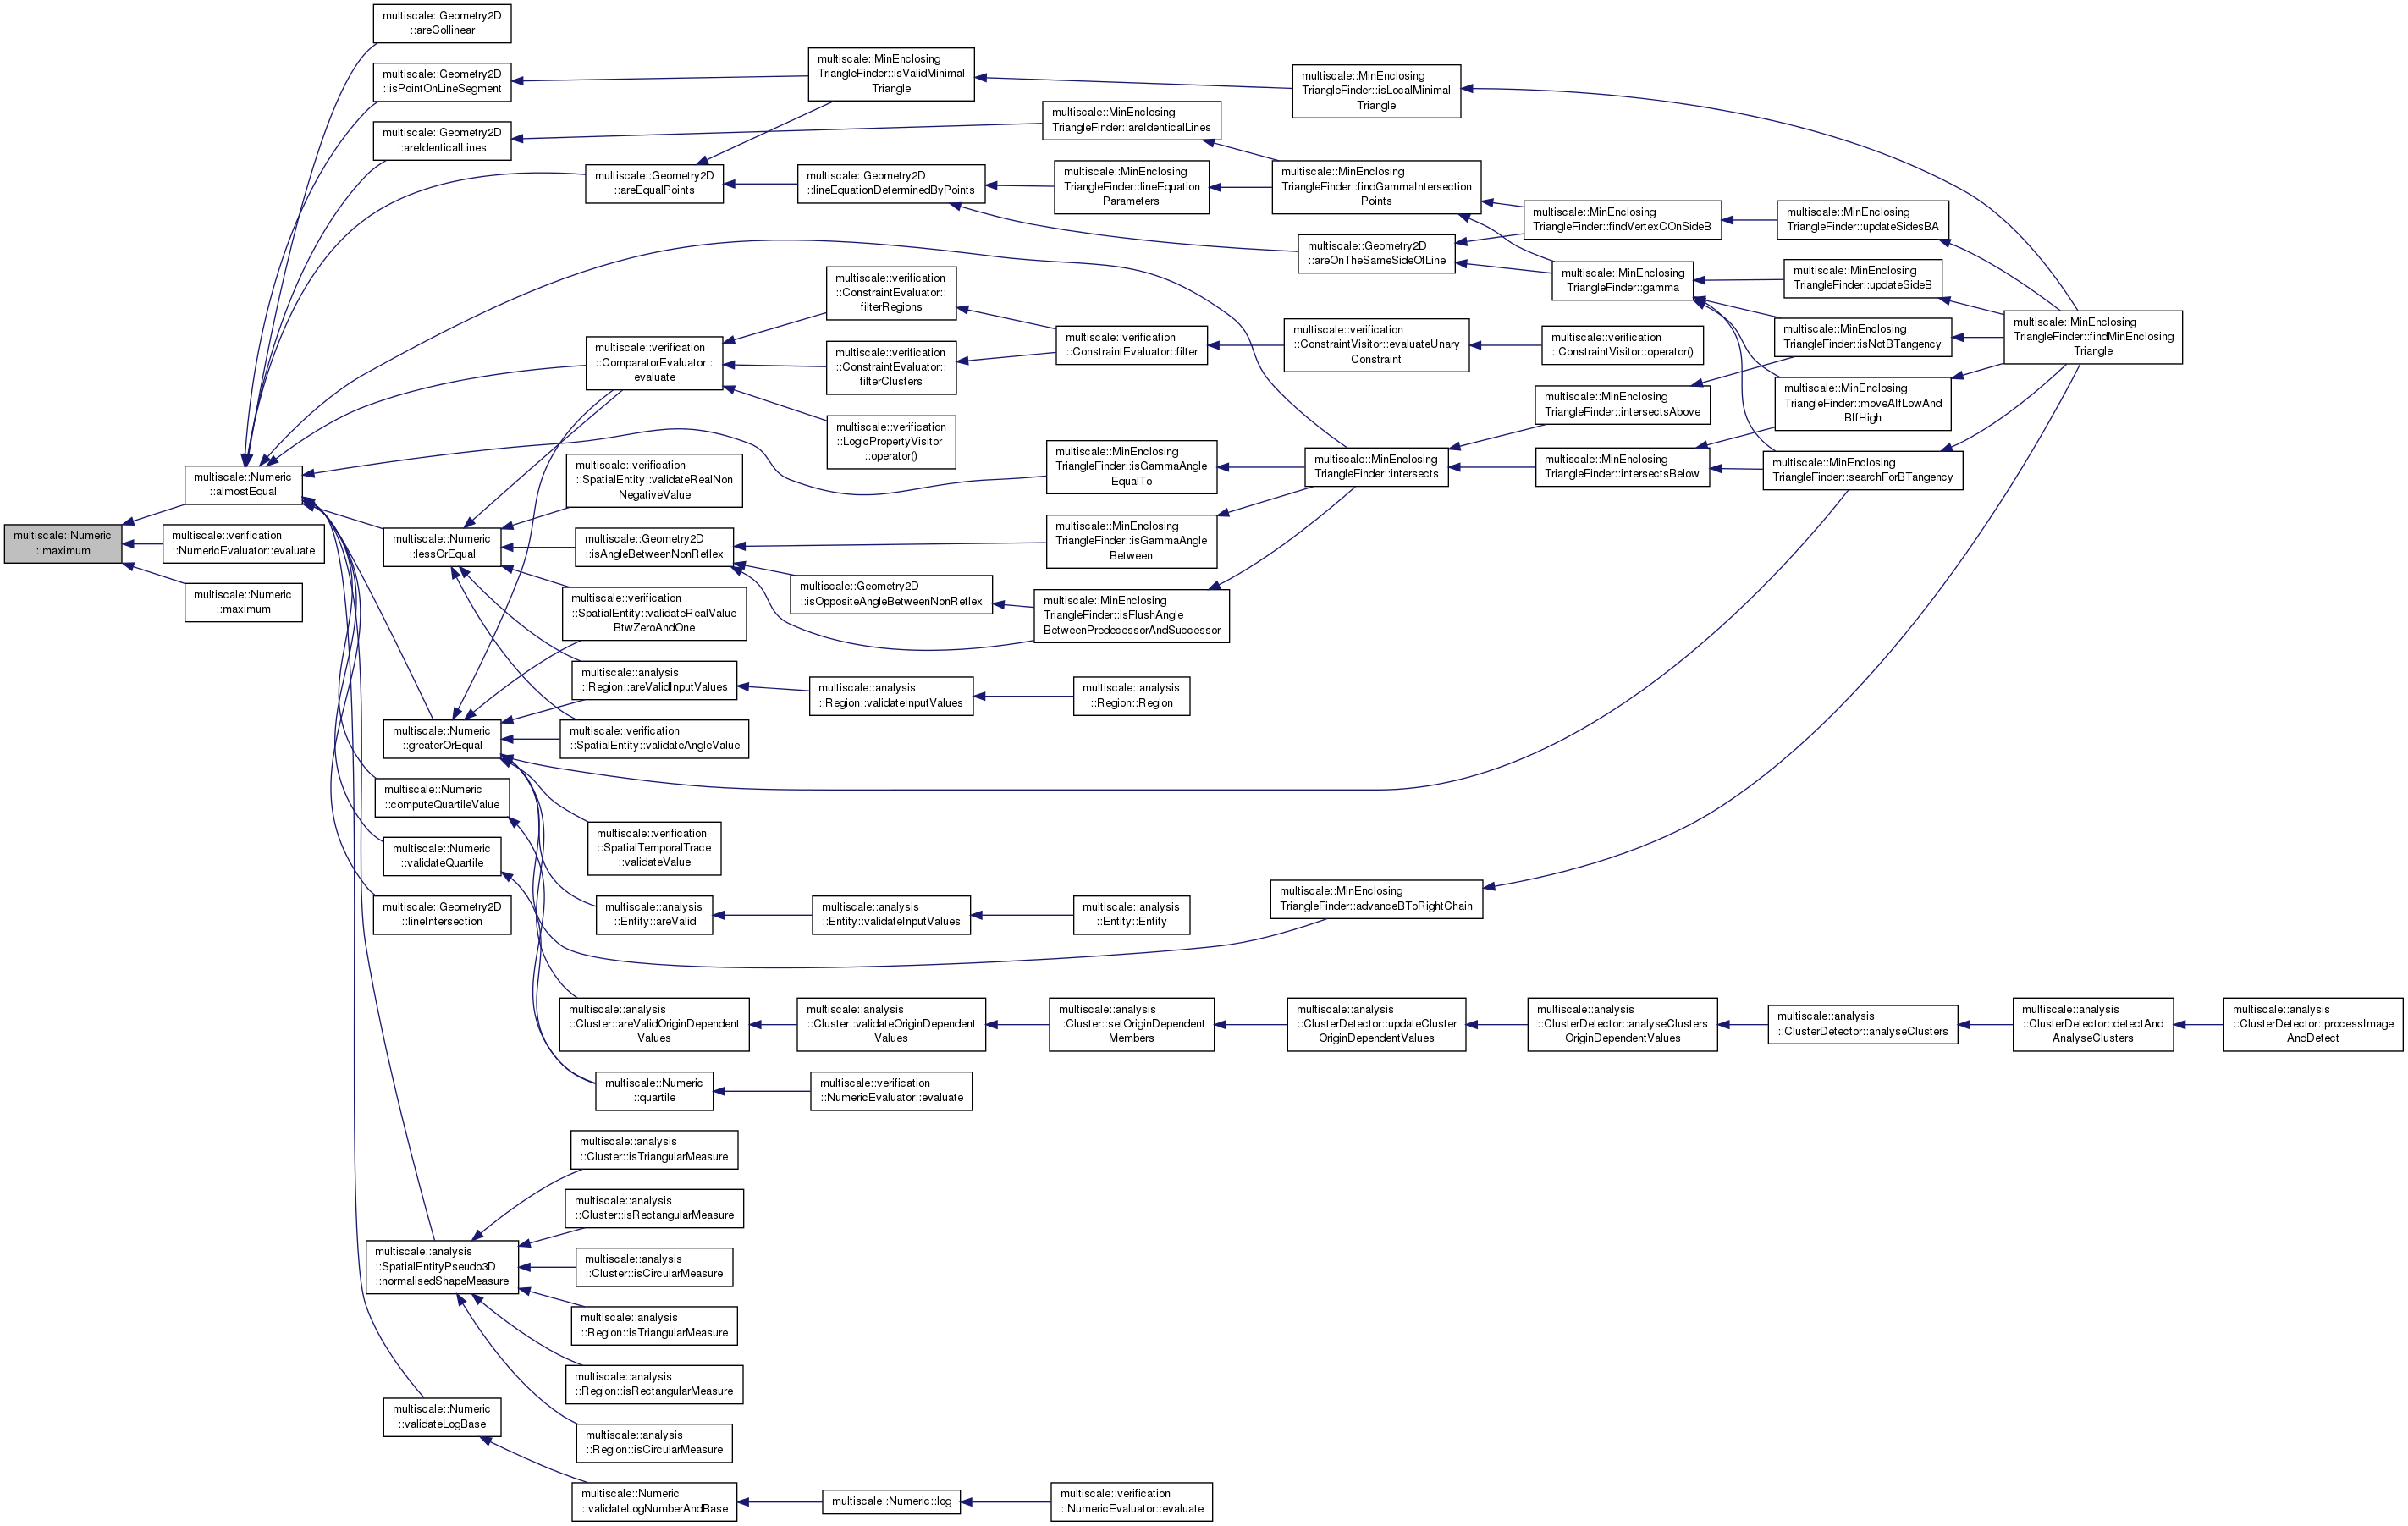 multiscale::Geometry2D
::areCollinear
multiscale::Geometry2D
::isPointOnLineSegment
multiscale::MinEnclosing
TriangleFinder::isValidMinimal
Triangle
multiscale::MinEnclosing
TriangleFinder::isLocalMinimal
Triangle
multiscale::Geometry2D
::areIdenticalLines
multiscale::MinEnclosing
TriangleFinder::areIdenticalLines
multiscale::Geometry2D
::areEqualPoints
multiscale::Geometry2D
::lineEquationDeterminedByPoints
multiscale::MinEnclosing
TriangleFinder::lineEquation
Parameters
multiscale::MinEnclosing
TriangleFinder::findGammaIntersection
Points
multiscale::MinEnclosing
TriangleFinder::findVertexCOnSideB
multiscale::MinEnclosing
TriangleFinder::updateSidesBA
multiscale::Geometry2D
::areOnTheSameSideOfLine
multiscale::MinEnclosing
TriangleFinder::gamma
multiscale::MinEnclosing
TriangleFinder::updateSideB
multiscale::verification
::ConstraintEvaluator::
filterRegions
multiscale::verification
::ComparatorEvaluator::
evaluate
multiscale::verification
::ConstraintEvaluator::
filterClusters
multiscale::verification
::ConstraintEvaluator::filter
multiscale::verification
::ConstraintVisitor::evaluateUnary
Constraint
multiscale::verification
::ConstraintVisitor::operator()
multiscale::MinEnclosing
TriangleFinder::isNotBTangency
multiscale::MinEnclosing
TriangleFinder::findMinEnclosing
Triangle
multiscale::verification
::LogicPropertyVisitor
::operator()
multiscale::MinEnclosing
TriangleFinder::intersectsAbove
multiscale::MinEnclosing
TriangleFinder::moveAIfLowAnd
BIfHigh
multiscale::Numeric
::almostEqual
multiscale::verification
::SpatialEntity::validateRealNon
NegativeValue
multiscale::MinEnclosing
TriangleFinder::isGammaAngle
EqualTo
multiscale::MinEnclosing
TriangleFinder::intersects
multiscale::MinEnclosing
TriangleFinder::intersectsBelow
multiscale::MinEnclosing
TriangleFinder::searchForBTangency
multiscale::Numeric
::maximum
multiscale::verification
::NumericEvaluator::evaluate
multiscale::Numeric
::lessOrEqual
multiscale::Geometry2D
::isAngleBetweenNonReflex
multiscale::MinEnclosing
TriangleFinder::isGammaAngle
Between
multiscale::Numeric
::maximum
multiscale::verification
::SpatialEntity::validateRealValue
BtwZeroAndOne
multiscale::Geometry2D
::isOppositeAngleBetweenNonReflex
multiscale::MinEnclosing
TriangleFinder::isFlushAngle
BetweenPredecessorAndSuccessor
multiscale::analysis
::Region::areValidInputValues
multiscale::analysis
::Region::validateInputValues
multiscale::analysis
::Region::Region
multiscale::Numeric
::greaterOrEqual
multiscale::verification
::SpatialEntity::validateAngleValue
multiscale::Numeric
::computeQuartileValue
multiscale::Numeric
::validateQuartile
multiscale::verification
::SpatialTemporalTrace
::validateValue
multiscale::Geometry2D
::lineIntersection
multiscale::analysis
::Entity::areValid
multiscale::analysis
::Entity::validateInputValues
multiscale::analysis
::Entity::Entity
multiscale::MinEnclosing
TriangleFinder::advanceBToRightChain
multiscale::analysis
::Cluster::areValidOriginDependent
Values
multiscale::analysis
::Cluster::validateOriginDependent
Values
multiscale::analysis
::Cluster::setOriginDependent
Members
multiscale::analysis
::ClusterDetector::updateCluster
OriginDependentValues
multiscale::analysis
::ClusterDetector::analyseClusters
OriginDependentValues
multiscale::analysis
::ClusterDetector::analyseClusters
multiscale::analysis
::ClusterDetector::detectAnd
AnalyseClusters
multiscale::analysis
::ClusterDetector::processImage
AndDetect
multiscale::Numeric
::quartile
multiscale::verification
::NumericEvaluator::evaluate
multiscale::analysis
::Cluster::isTriangularMeasure
multiscale::analysis
::Cluster::isRectangularMeasure
multiscale::analysis
::SpatialEntityPseudo3D
::normalisedShapeMeasure
multiscale::analysis
::Cluster::isCircularMeasure
multiscale::analysis
::Region::isTriangularMeasure
multiscale::analysis
::Region::isRectangularMeasure
multiscale::Numeric
::validateLogBase
multiscale::analysis
::Region::isCircularMeasure
multiscale::Numeric
::validateLogNumberAndBase
multiscale::Numeric::log
multiscale::verification
::NumericEvaluator::evaluate